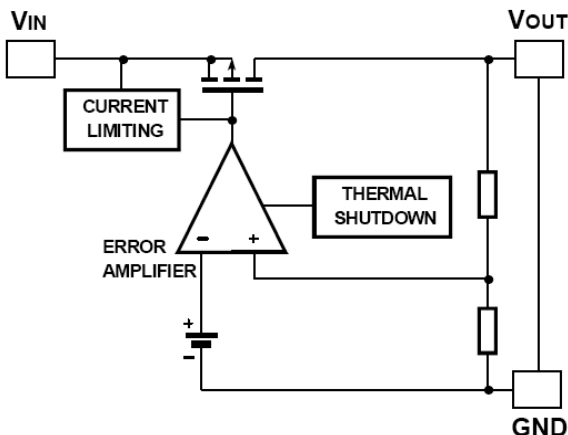 VIN
VOUT
CURRENT
LIMITING
THERMAL
SHUTDOWN
- +
ERROR
AMPLIFIER
+
-
GND